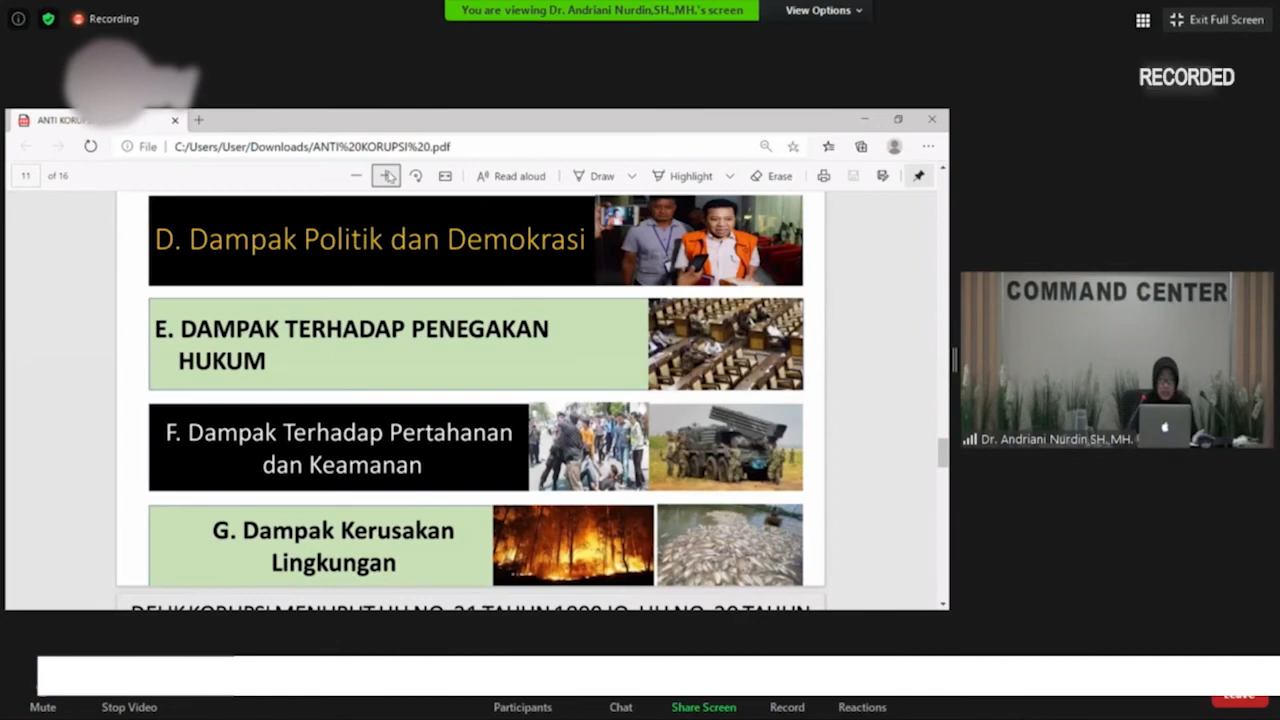 Recording
You are viewing Dr. Andriani Nurdin,SH.,MH.'s screen
View Options
Exit Full Screen
RECORDED
ANTI KORU
File
C:/Users/User/Downloads/ANTI%20KORUPSI%20.pdf
11 of 16
Read aloud
Draw
Highlight
Erase
D. Dampak Politik dan Demokrasi
E. DAMPAK TERHADAP PENEGAKAN
HUKUM
F. Dampak Terhadap Pertahanan
dan Keamanan
G. Dampak Kerusakan
Lingkungan
COMMAND CENTER
Dr. Andriani Nurdin,SH.,MH.
Mute
Stop Video
Participants
Chat
Share Screen
Record
Reactions